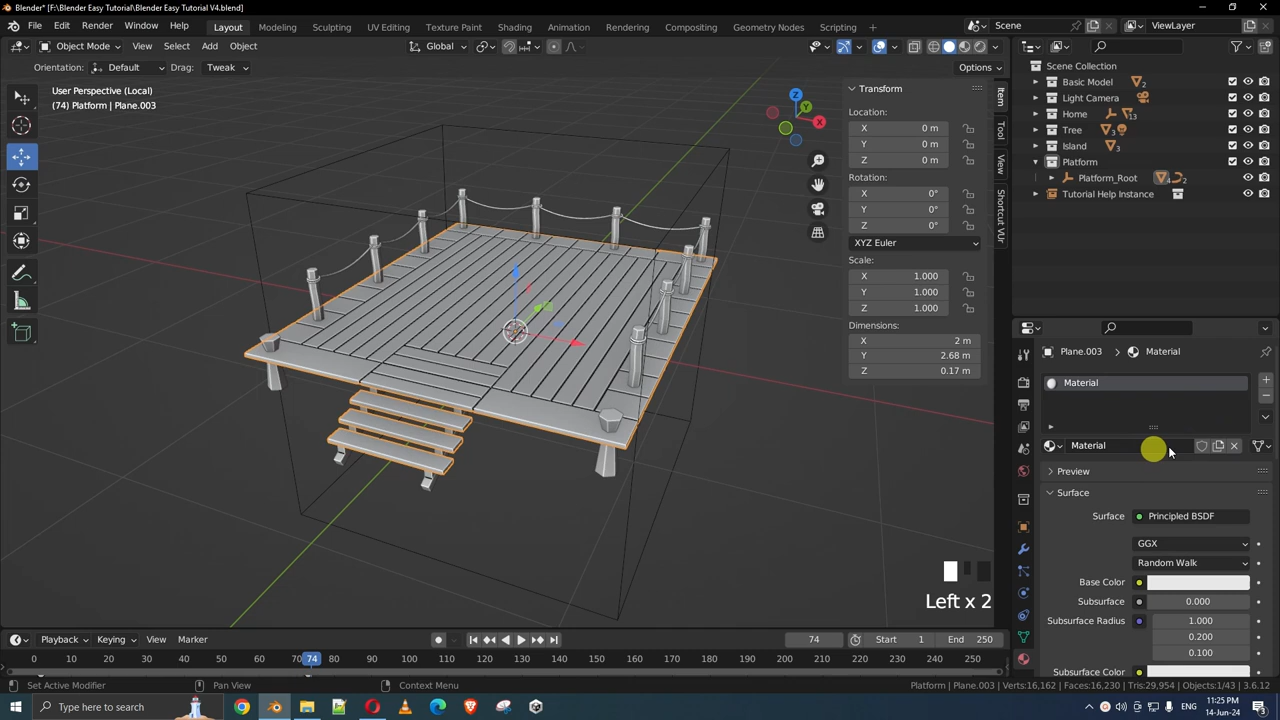 Blender* [F:\Blender Easy Tutorial\Blender Easy Tutorial V4.blend]
File Edit Render Window Help Layout Modeling Sculpting UV Editing Texture Paint Shading Animation Rendering Compositing Geometry Nodes Scripting Scene ViewLayer
Object Mode View Select Add Object Global
Orientation: Default Drag: Tweak Options
User Perspective (Local)
(74) Platform | Plane.003
Transform
Location:
X 0 m
Y 0 m
Z 0 m
Rotation:
X 0°
Y 0°
Z 0°
XYZ Euler
Scale:
X 1.000
Y 1.000
Z 1.000
Dimensions:
X 2 m
Y 2.68 m
Z 0.17 m
Item
Tool
View
Shortcut VUr
Z
Y
X
Left x 2
Scene Collection
Basic Model 2
Light Camera
Home 13
Tree 3
Island 3
Platform
Platform_Root 2
Tutorial Help Instance
Plane.003 Material
Material
Material
Preview
Surface
Surface Principled BSDF
GGX
Random Walk
Base Color
Subsurface 0.000
Subsurface Radius 1.000
0.200
0.100
Subsurface Color
Playback Keying View Marker 74 Start 1 End 250
0 10 20 30 40 50 60 70 74 80 90 100 110 120 130 140 150 160 170 180 190 200 210 220 230 240 250
Set Active Modifier Pan View Context Menu Platform | Plane.003 | Verts:16,162 | Faces:16,230 | Tris:29,954 | Objects:1/43 | 3.6.12
Type here to search ENG 11:25 PM
14-Jun-24